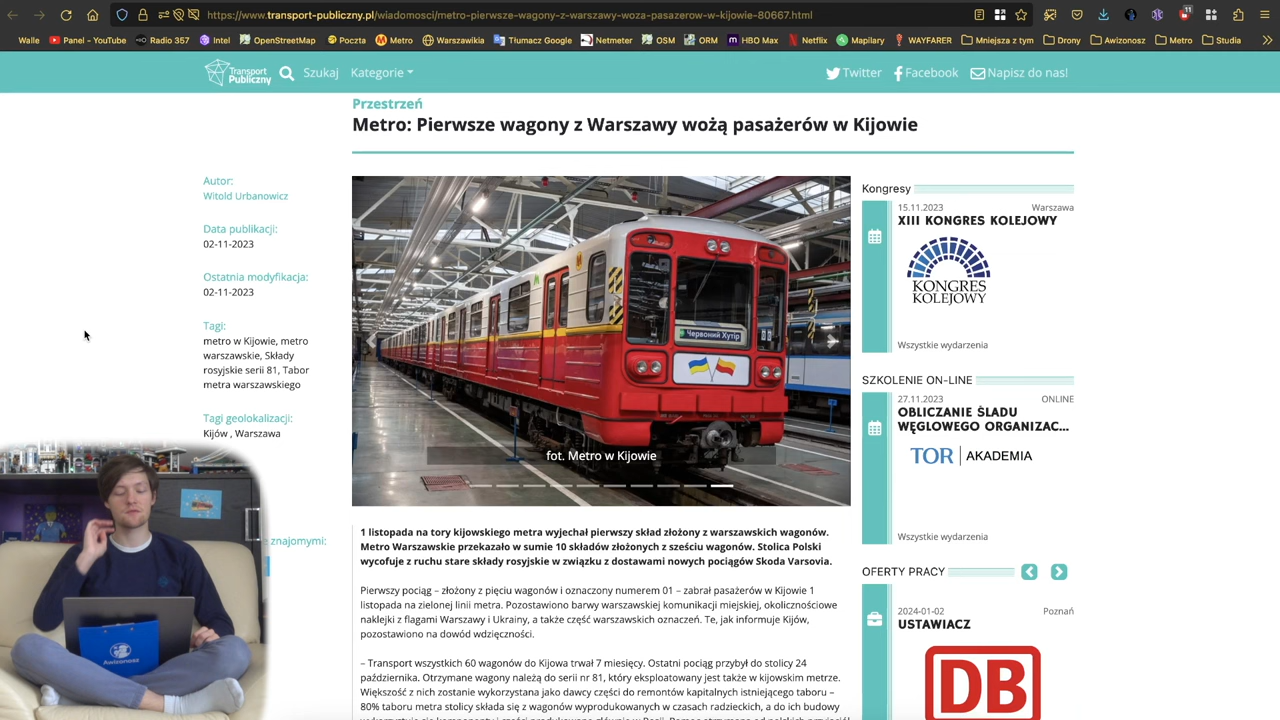 https://www.transport-publiczny.pl/wiadomosci/metro-pierwsze-wagony-z-warszawy-woza-pasazerow-w-kijowie-80667.html
11
Walle Panel - YouTube Radio 357 Intel OpenStreetMap Poczta Metro Warszawikia Tłumacz Google Netmeter OSM ORM HBO Max Netflix Mapilary WAYFARER Mniejsza z tym Drony Awizonosz Metro Studia
Transport Publiczny Szukaj Kategorie Twitter Facebook Napisz do nas!
Przestrzeń
Metro: Pierwsze wagony z Warszawy wożą pasażerów w Kijowie
Autor:
Witold Urbanowicz
Data publikacji:
02-11-2023
Ostatnia modyfikacja:
02-11-2023
Tagi:
metro w Kijowie, metro
warszawskie, Składy
rosyjskie serii 81, Tabor
metra warszawskiego
Tagi geolokalizacji:
Kijów , Warszawa
znajomymi:
Червоний Хутір
fot. Metro w Kijowie
1 listopada na tory kijowskiego metra wyjechał pierwszy skład złożony z warszawskich wagonów.
Metro Warszawskie przekazało w sumie 10 składów złożonych z sześciu wagonów. Stolica Polski
wycofuje z ruchu stare składy rosyjskie w związku z dostawami nowych pociągów Skoda Varsovia.
Pierwszy pociąg – złożony z pięciu wagonów i oznaczony numerem 01 – zabrał pasażerów w Kijowie 1
listopada na zielonej linii metra. Pozostawiono barwy warszawskiej komunikacji miejskiej, okolicznościowe
naklejki z flagami Warszawy i Ukrainy, a także część warszawskich oznaczeń. Te, jak informuje Kijów,
pozostawiono na dowód wdzięczności.
– Transport wszystkich 60 wagonów do Kijowa trwał 7 miesięcy. Ostatni pociąg przybył do stolicy 24
października. Otrzymane wagony należą do serii nr 81, który eksploatowany jest także w kijowskim metrze.
Większość z nich zostanie wykorzystana jako dawcy części do remontów kapitalnych istniejącego taboru –
80% taboru metra stolicy składa się z wagonów wyprodukowanych w czasach radzieckich, a do ich budowy
Kongresy
15.11.2023 Warszawa
XIII KONGRES KOLEJOWY
KONGRES
KOLEJOWY
Wszystkie wydarzenia
SZKOLENIE ON-LINE
27.11.2023 ONLINE
OBLICZANIE ŚLADU
WĘGLOWEGO ORGANIZAC...
TOR AKADEMIA
Wszystkie wydarzenia
OFERTY PRACY
2024-01-02 Poznań
USTAWIACZ
DB
Awizonosz